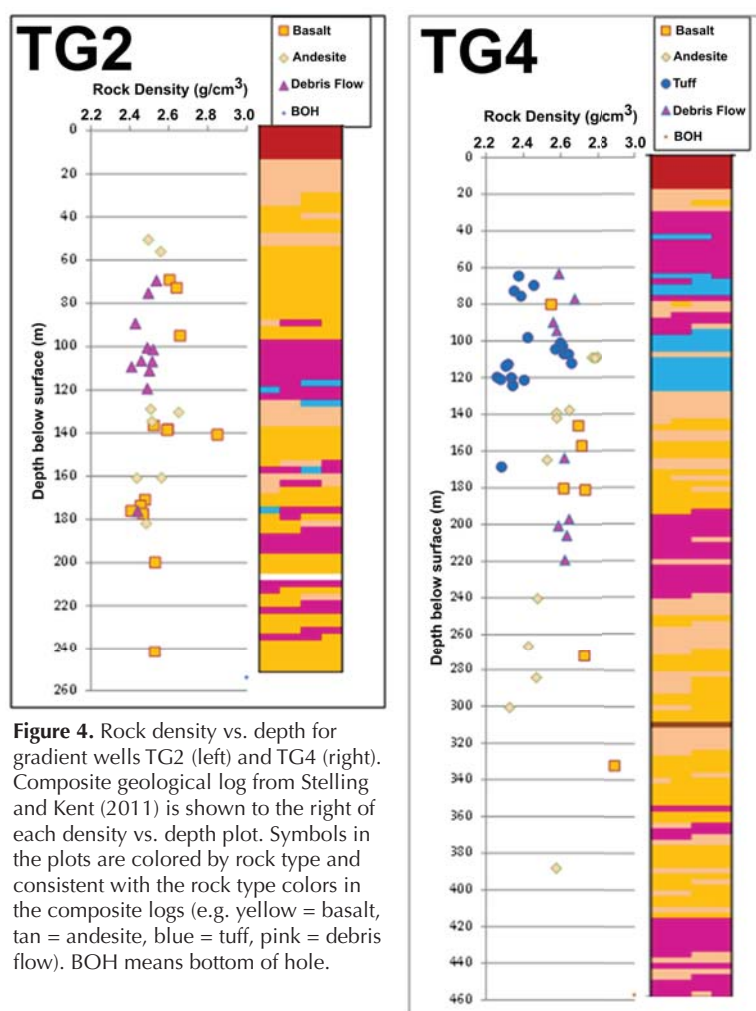 TG2
Basalt
Andesite
Debris Flow
BOH
Rock Density (g/cm3)
2.2 2.4 2.6 2.8 3.0
0
20
40
60
80
100
120
140
160
180
200
220
240
260
Depth below surface (m)
TG4
Basalt
Andesite
Tuff
Debris Flow
BOH
Rock Density (g/cm3)
2.2 2.4 2.6 2.8 3.0
0
20
40
60
80
100
120
140
160
180
200
220
240
260
280
300
320
340
360
380
400
420
440
460
Depth below surface (m)
Figure 4. Rock density vs. depth for
gradient wells TG2 (left) and TG4 (right).
Composite geological log from Stelling
and Kent (2011) is shown to the right of
each density vs. depth plot. Symbols in
the plots are colored by rock type and
consistent with the rock type colors in
the composite logs (e.g. yellow = basalt,
tan = andesite, blue = tuff, pink = debris
flow). BOH means bottom of hole.